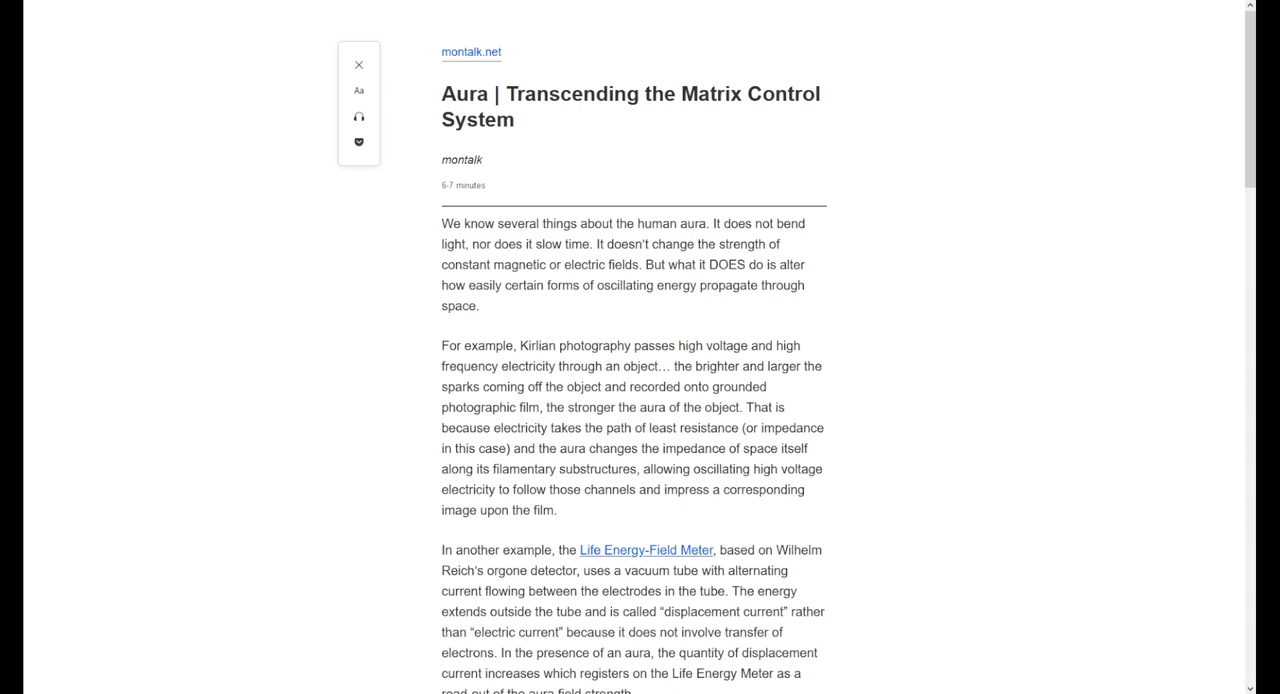 montalk.net
Aura | Transcending the Matrix Control
System
Aa
montalk
6-7 minutes
We know several things about the human aura. It does not bend
light, nor does it slow time. It doesn't change the strength of
constant magnetic or electric fields. But what it DOES do is alter
how easily certain forms of oscillating energy propagate through
space.
For example, Kirlian photography passes high voltage and high
frequency electricity through an object… the brighter and larger the
sparks coming off the object and recorded onto grounded
photographic film, the stronger the aura of the object. That is
because electricity takes the path of least resistance (or impedance
in this case) and the aura changes the impedance of space itself
along its filamentary substructures, allowing oscillating high voltage
electricity to follow those channels and impress a corresponding
image upon the film.
In another example, the Life Energy-Field Meter, based on Wilhelm
Reich's orgone detector, uses a vacuum tube with alternating
current flowing between the electrodes in the tube. The energy
extends outside the tube and is called “displacement current” rather
than “electric current” because it does not involve transfer of
electrons. In the presence of an aura, the quantity of displacement
current increases which registers on the Life Energy Meter as a
read-out of the aura field strength.